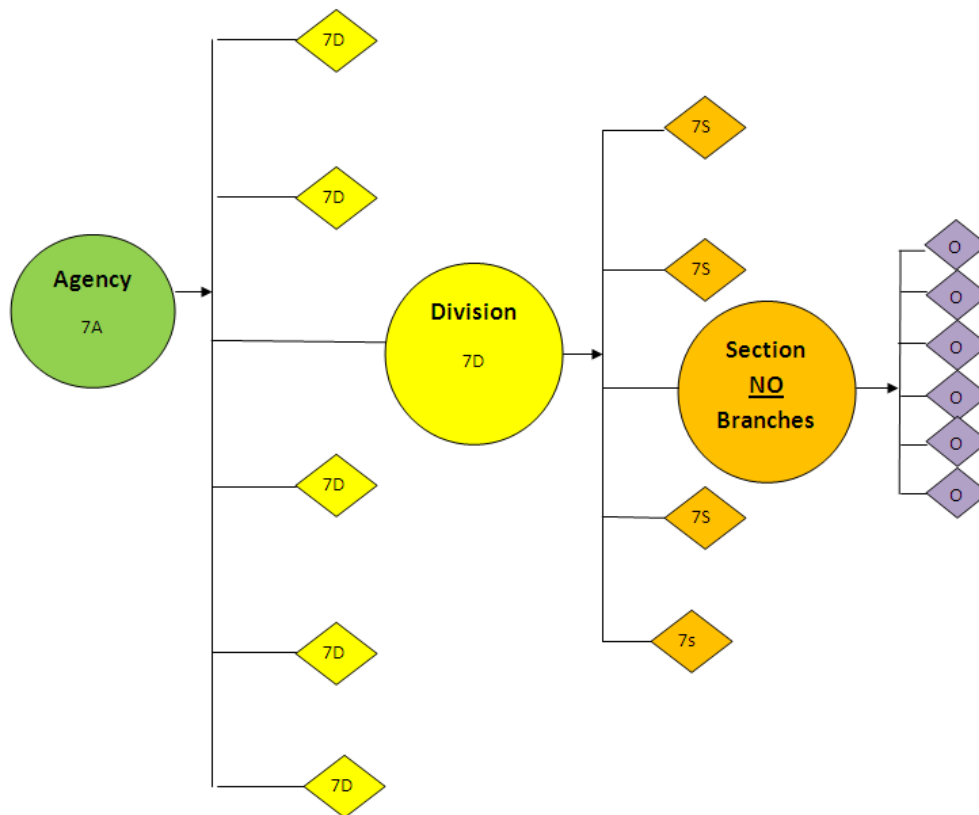 7D
7D
Agency
7A
7D
7D
7D
Division
7D
7S
7S
Section
NO
Branches
7S
7s
O
O
O
O
O
O